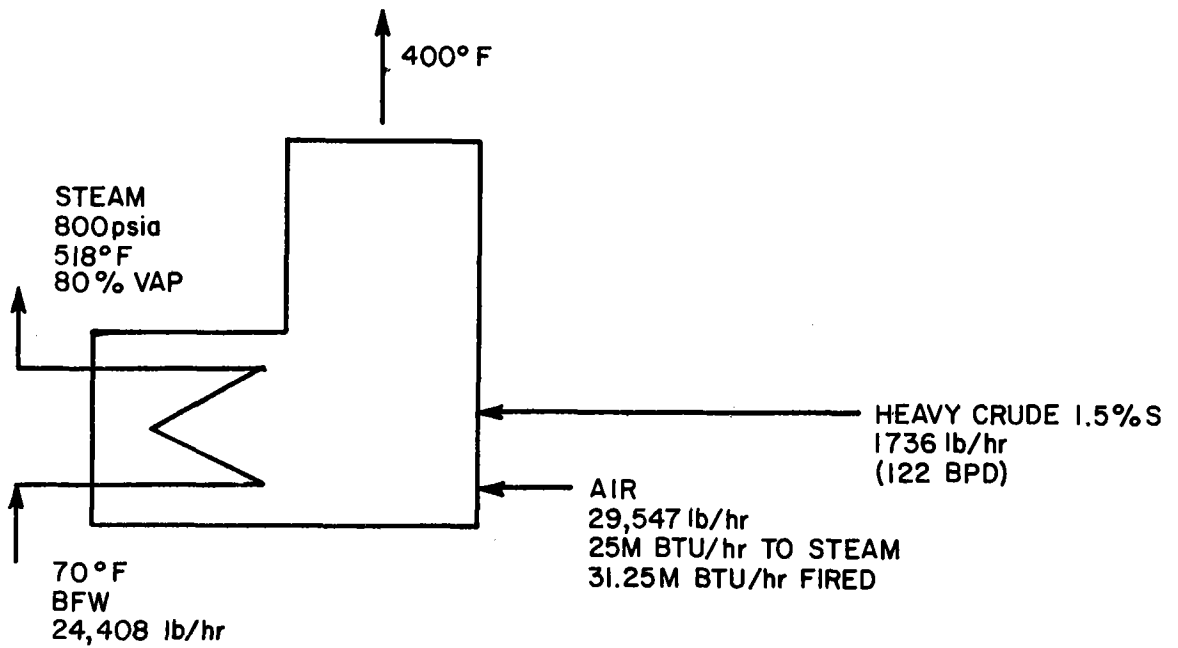 400°F
STEAM
800psia
518°F
80% VAP
HEAVY CRUDE 1.5%S
1736 lb/hr
(122 BPD)
AIR
29,547 lb/hr
25M BTU/hr TO STEAM
31.25M BTU/hr FIRED
70°F
BFW
24,408 lb/hr